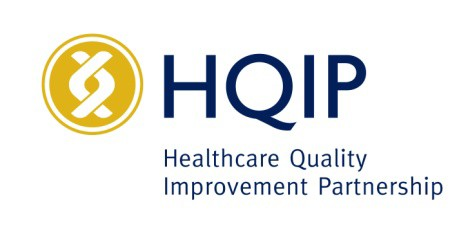 HQIP
Healthcare Quality
Improvement Partnership